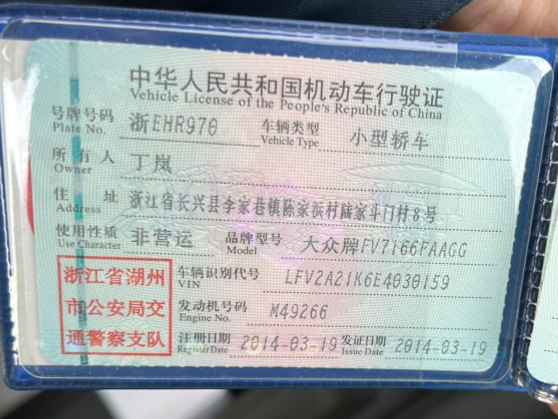 中华人民共和国机动车行驶证
Vehicle License of the People's Republic of China
号牌号码 Plate No. 浙EHR970 车辆类型 Vehicle Type 小型轿车
所有人 Owner 丁岚
住址 Address 浙江省长兴县李家巷镇陈家浜村陆家斗门村8号
使用性质 Use Character 非营运 品牌型号 Model 大众牌FV7166FAAGG
浙江省湖州市公安局交通警察支队
车辆识别代号 VIN LFV2A21K6E4030159
发动机号码 Engine No. M49266
注册日期 Register Date 2014-03-19 发证日期 Issue Date 2014-03-19